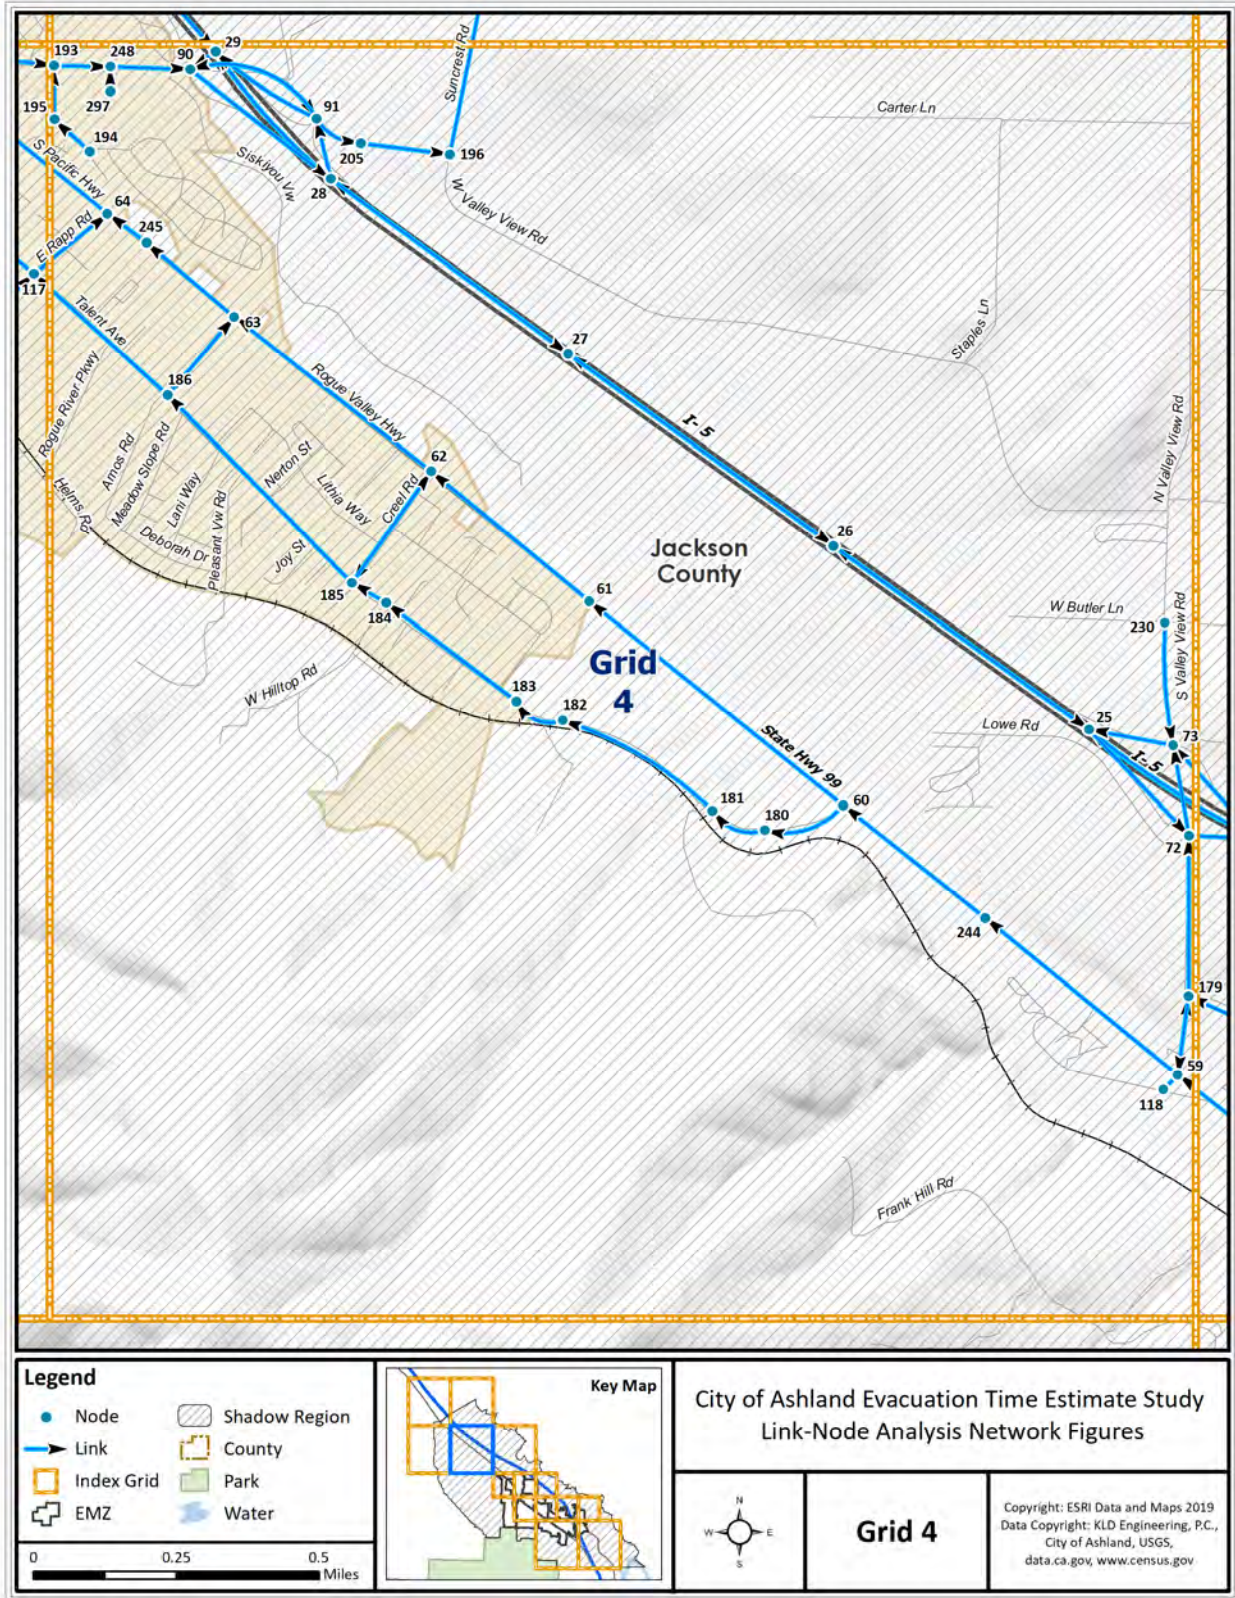 29
193
248
90
Suncrest Rd
297
91
Carter Ln
195
194
205
196
S Pacific Hwy
Siskiyou Vw
28
W Valley View Rd
64
245
E Rapp Rd
117
Talent Ave
63
27
Staples Ln
186
Rogue Valley Hwy
Rogue River Pkwy
I-5
N Valley View Rd
Amos Rd
Meadow Slope Rd
Lani Way
Pleasant Vw Rd
Nerton St
Lithia Way
Creel Rd
62
Helms Rd
Deborah Dr
Joy St
26
Jackson
County
185
184
61
W Butler Ln
230
S Valley View Rd
Grid
4
W Hilltop Rd
183
182
25
Lowe Rd
73
State Hwy 99
I-5
181
180
60
72
244
179
59
118
Frank Hill Rd
Legend
Node
Link
Index Grid
EMZ
Shadow Region
County
Park
Water
0
0.25
0.5
Miles
Key Map
City of Ashland Evacuation Time Estimate Study
Link-Node Analysis Network Figures
N
W
E
S
Grid 4
Copyright: ESRI Data and Maps 2019
Data Copyright: KLD Engineering, P.C.,
City of Ashland, USGS,
data.ca.gov, www.census.gov